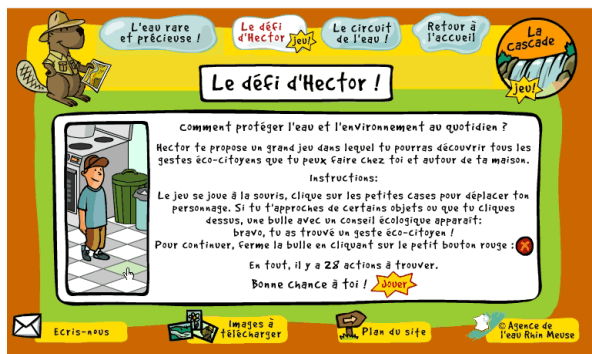 L'eau rare
et précieuse !
Le défi
d'Hector
jeu!
Le circuit
de l'eau !
Retour à
l'accueil
La
cascade
jeu!
Le défi d'Hector !
Comment protéger l'eau et l'environnement au quotidien ?
Hector te propose un grand jeu dans lequel tu pourras découvrir tous les
gestes éco-citoyens que tu peux faire chez toi et autour de ta maison.
Instructions:
Le jeu se joue à la souris, clique sur les petites cases pour déplacer ton
personnage. Si tu t'approches de certains objets ou que tu cliques
dessus, une bulle avec un conseil écologique apparaît:
bravo, tu as trouvé un geste éco-citoyen !
Pour continuer, ferme la bulle en cliquant sur le petit bouton rouge :
En tout, il y a 28 actions à trouver.
Bonne chance à toi ! Jouer
Ecris-nous
Images à
télécharger
Plan du site
© Agence de
l'eau Rhin Meuse